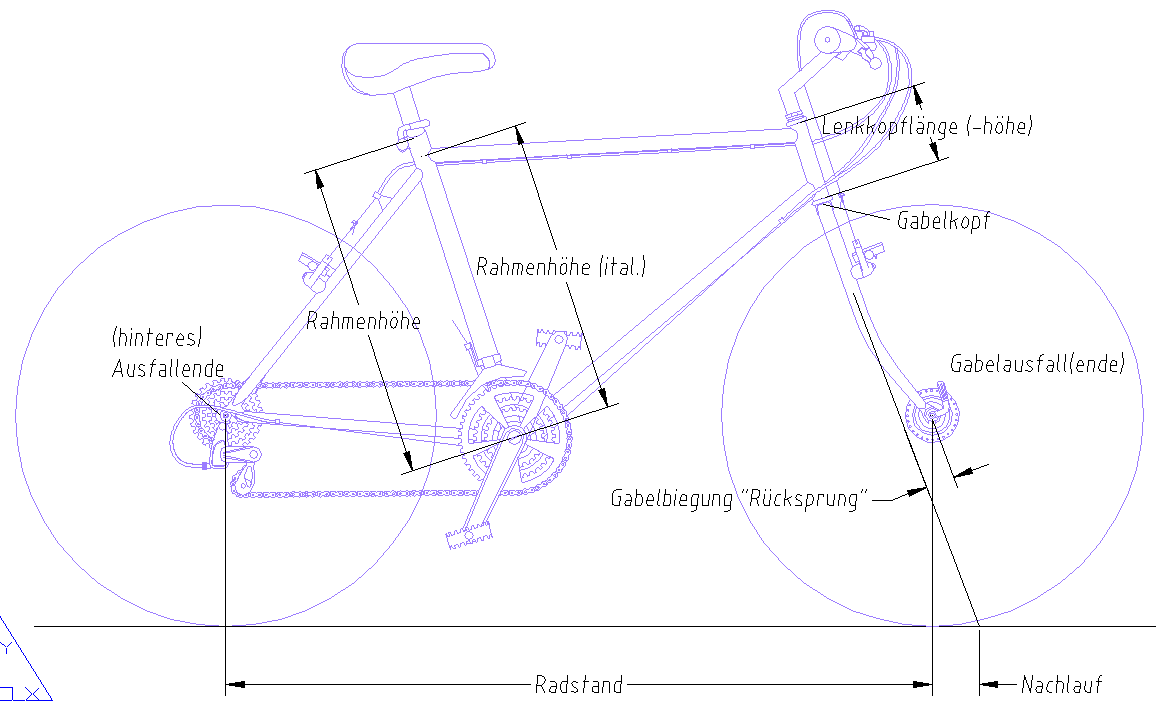 Lenkkopflänge (-höhe)
Gabelkopf
Rahmenhöhe (ital.)
Rahmenhöhe
(hinteres)
Ausfallende
Gabelausfall(ende)
Gabelbiegung "Rücksprung"
Radstand
Nachlauf
Y
X